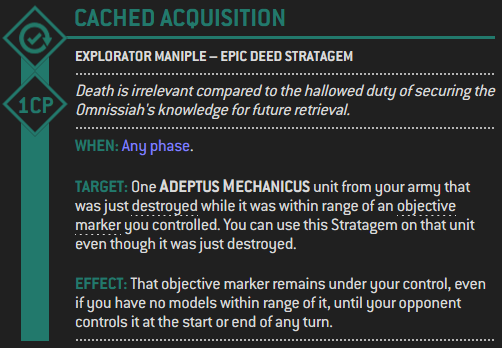 CACHED ACQUISITION
EXPLORATOR MANIPLE – EPIC DEED STRATAGEM
Death is irrelevant compared to the hallowed duty of securing the
Omnissiah's knowledge for future retrieval.
1CP
WHEN: Any phase.
TARGET: One ADEPTUS MECHANICUS unit from your army that
was just destroyed while it was within range of an objective
marker you controlled. You can use this Stratagem on that unit
even though it was just destroyed.
EFFECT: That objective marker remains under your control, even
if you have no models within range of it, until your opponent
controls it at the start or end of any turn.